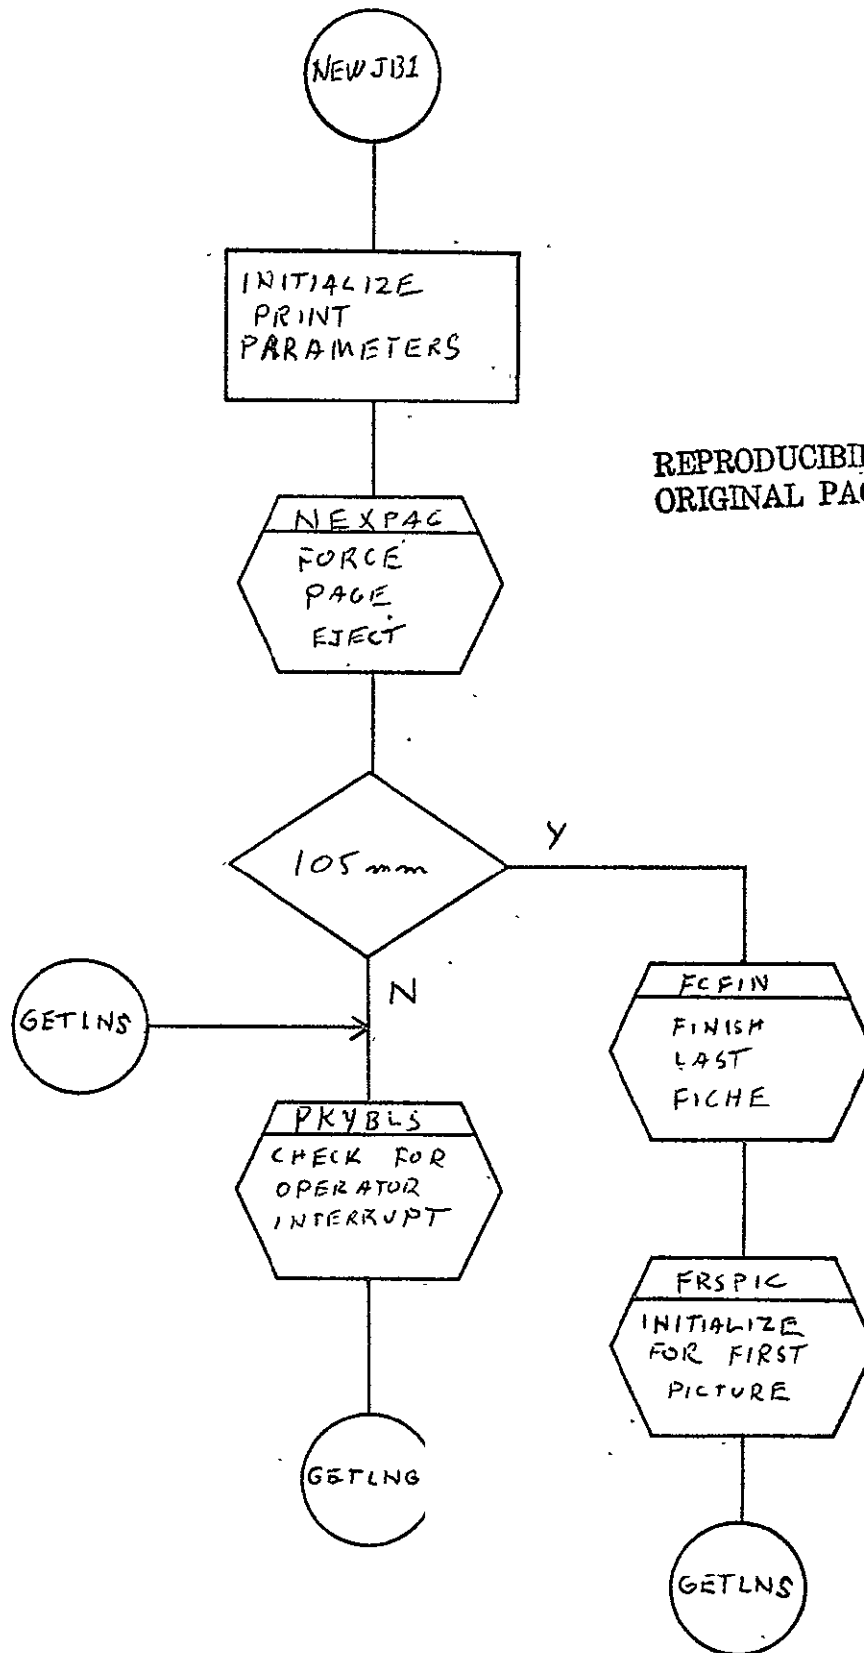 NEWJB1
INITIALIZE
PRINT
PARAMETERS
REPRODUCIBI
ORIGINAL PA
NEXPAG
FORCE
PAGE
EJECT
105 mm
Y
N
GETLNS
FCFIN
FINISH
LAST
FICHE
PKYBLS
CHECK FOR
OPERATOR
INTERRUPT
FRSPIC
INITIALIZE
FOR FIRST
PICTURE
GETLNG
GETLNS